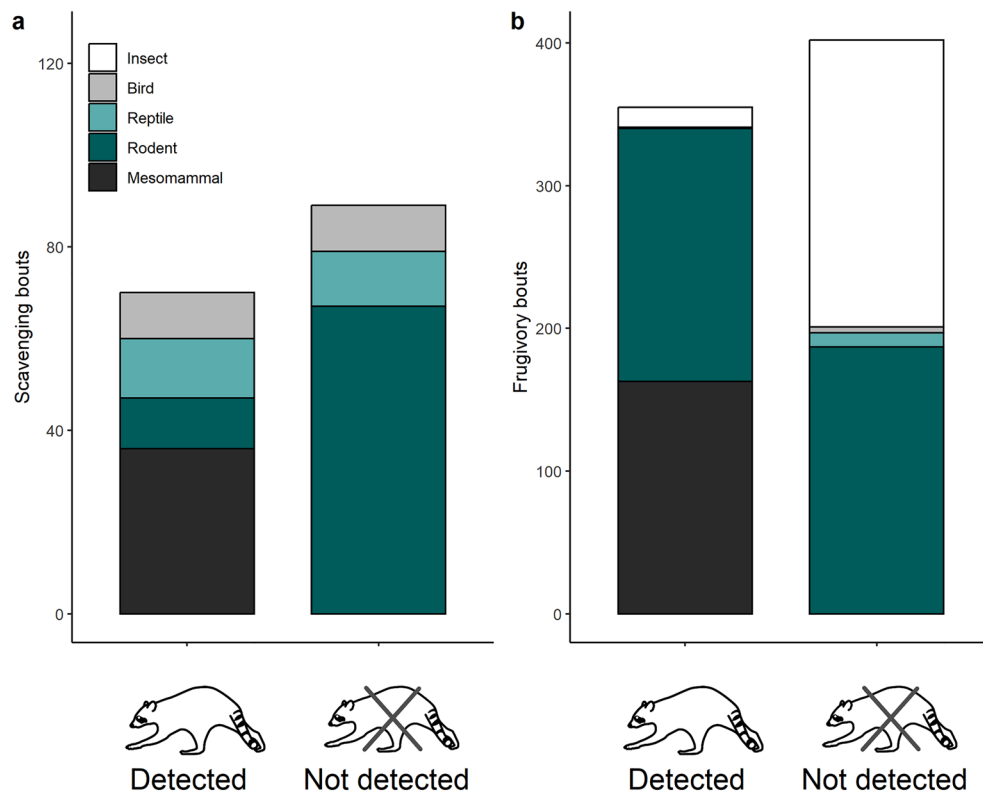 a
Scavenging bouts
120
80
40
0
Insect
Bird
Reptile
Rodent
Mesomammal
Detected
Not detected
b
Frugivory bouts
400
300
200
100
0
Detected
Not detected